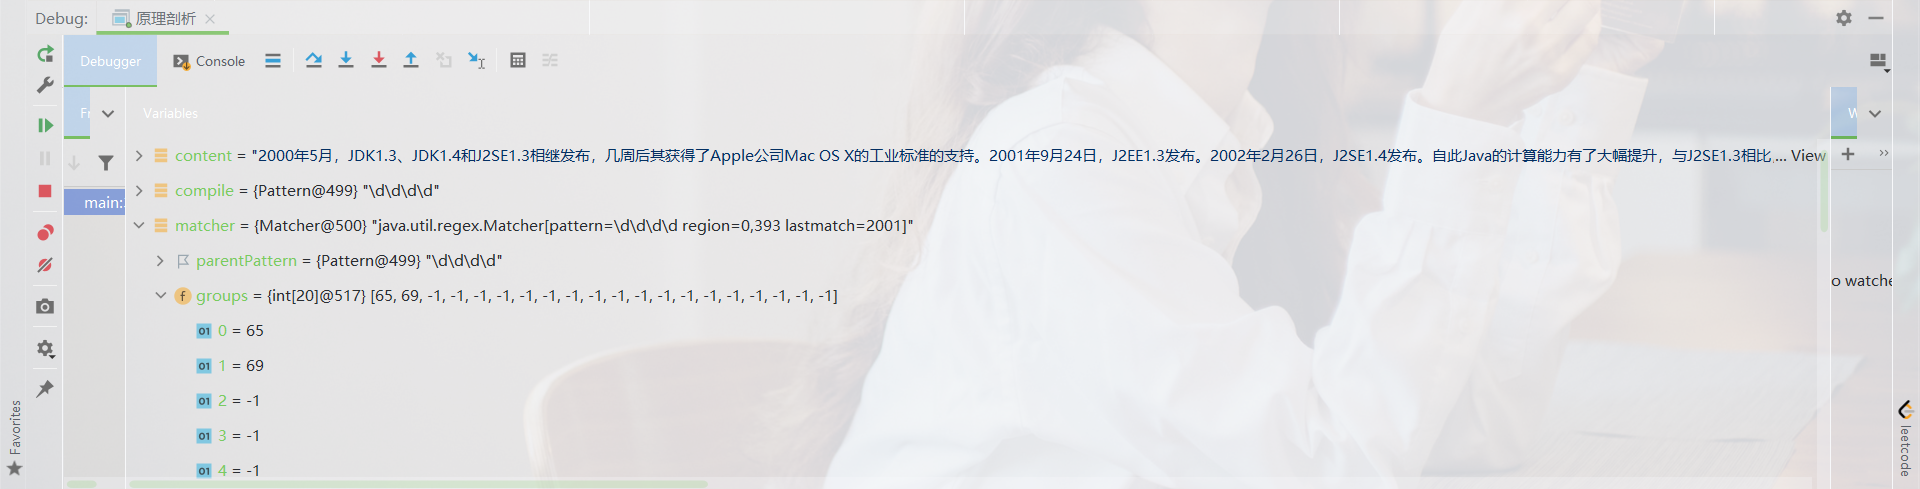 Debug: 原理剖析
Debugger Console
Fr Variables W
content = "2000年5月，JDK1.3、JDK1.4和J2SE1.3相继发布，几周后其获得了Apple公司Mac OS X的工业标准的支持。2001年9月24日，J2EE1.3发布。2002年2月26日，J2SE1.4发布。自此Java的计算能力有了大幅提升，与J2SE1.3相比,... View
compile = {Pattern@499} "\d\d\d\d"
main:
matcher = {Matcher@500} "java.util.regex.Matcher[pattern=\d\d\d\d region=0,393 lastmatch=2001]"
parentPattern = {Pattern@499} "\d\d\d\d"
o watche
groups = {int[20]@517} [65, 69, -1, -1, -1, -1, -1, -1, -1, -1, -1, -1, -1, -1, -1, -1, -1, -1, -1, -1]
01 0 = 65
01 1 = 69
01 2 = -1
01 3 = -1
01 4 = -1
Favorites
leetcode